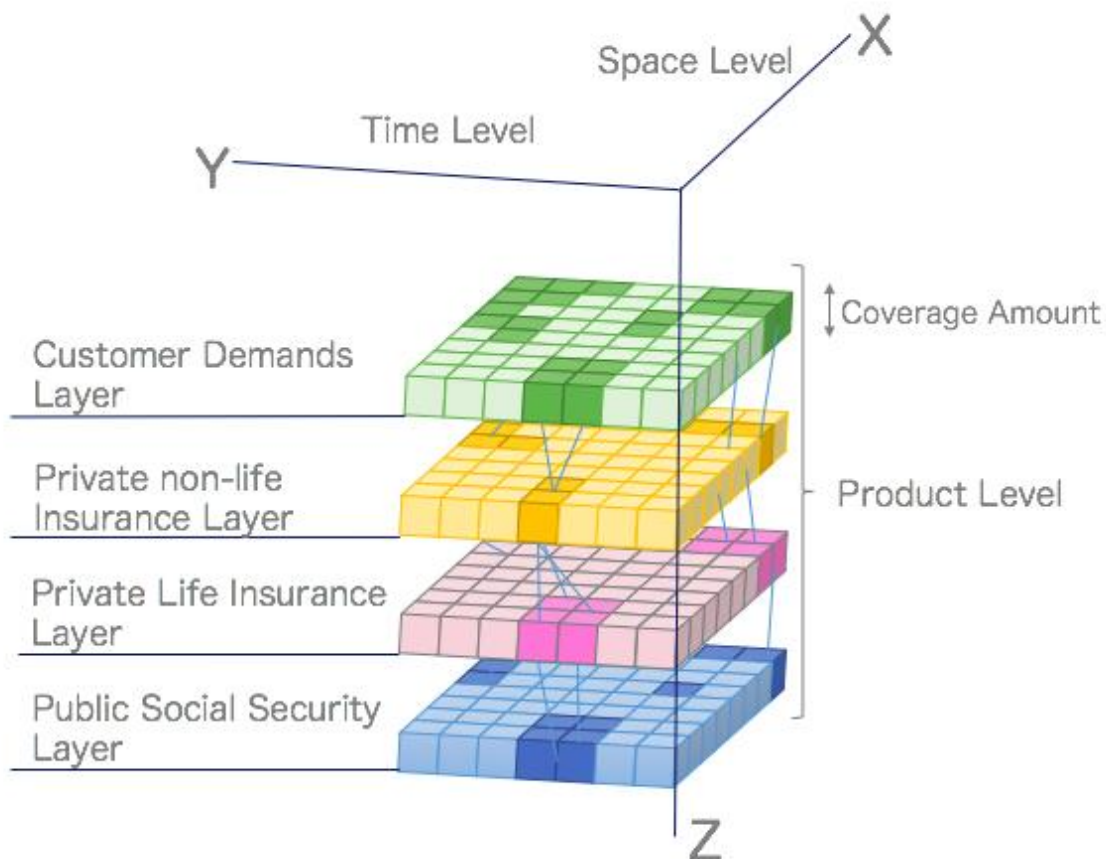 X
Space Level
Time Level
Y
Coverage Amount
Customer Demands
Layer
Private non-life
Insurance Layer
Product Level
Private Life Insurance
Layer
Public Social Security
Layer
Z